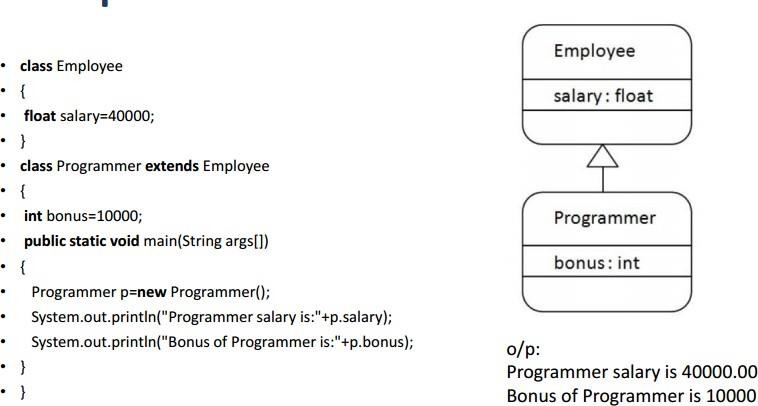 • class Employee
• {
• float salary=40000;
• }
• class Programmer extends Employee
• {
• int bonus=10000;
• public static void main(String args[])
• {
• Programmer p=new Programmer();
• System.out.println("Programmer salary is:"+p.salary);
• System.out.println("Bonus of Programmer is:"+p.bonus);
• }
• }
Employee
salary: float
Programmer
bonus: int
o/p:
Programmer salary is 40000.00
Bonus of Programmer is 10000